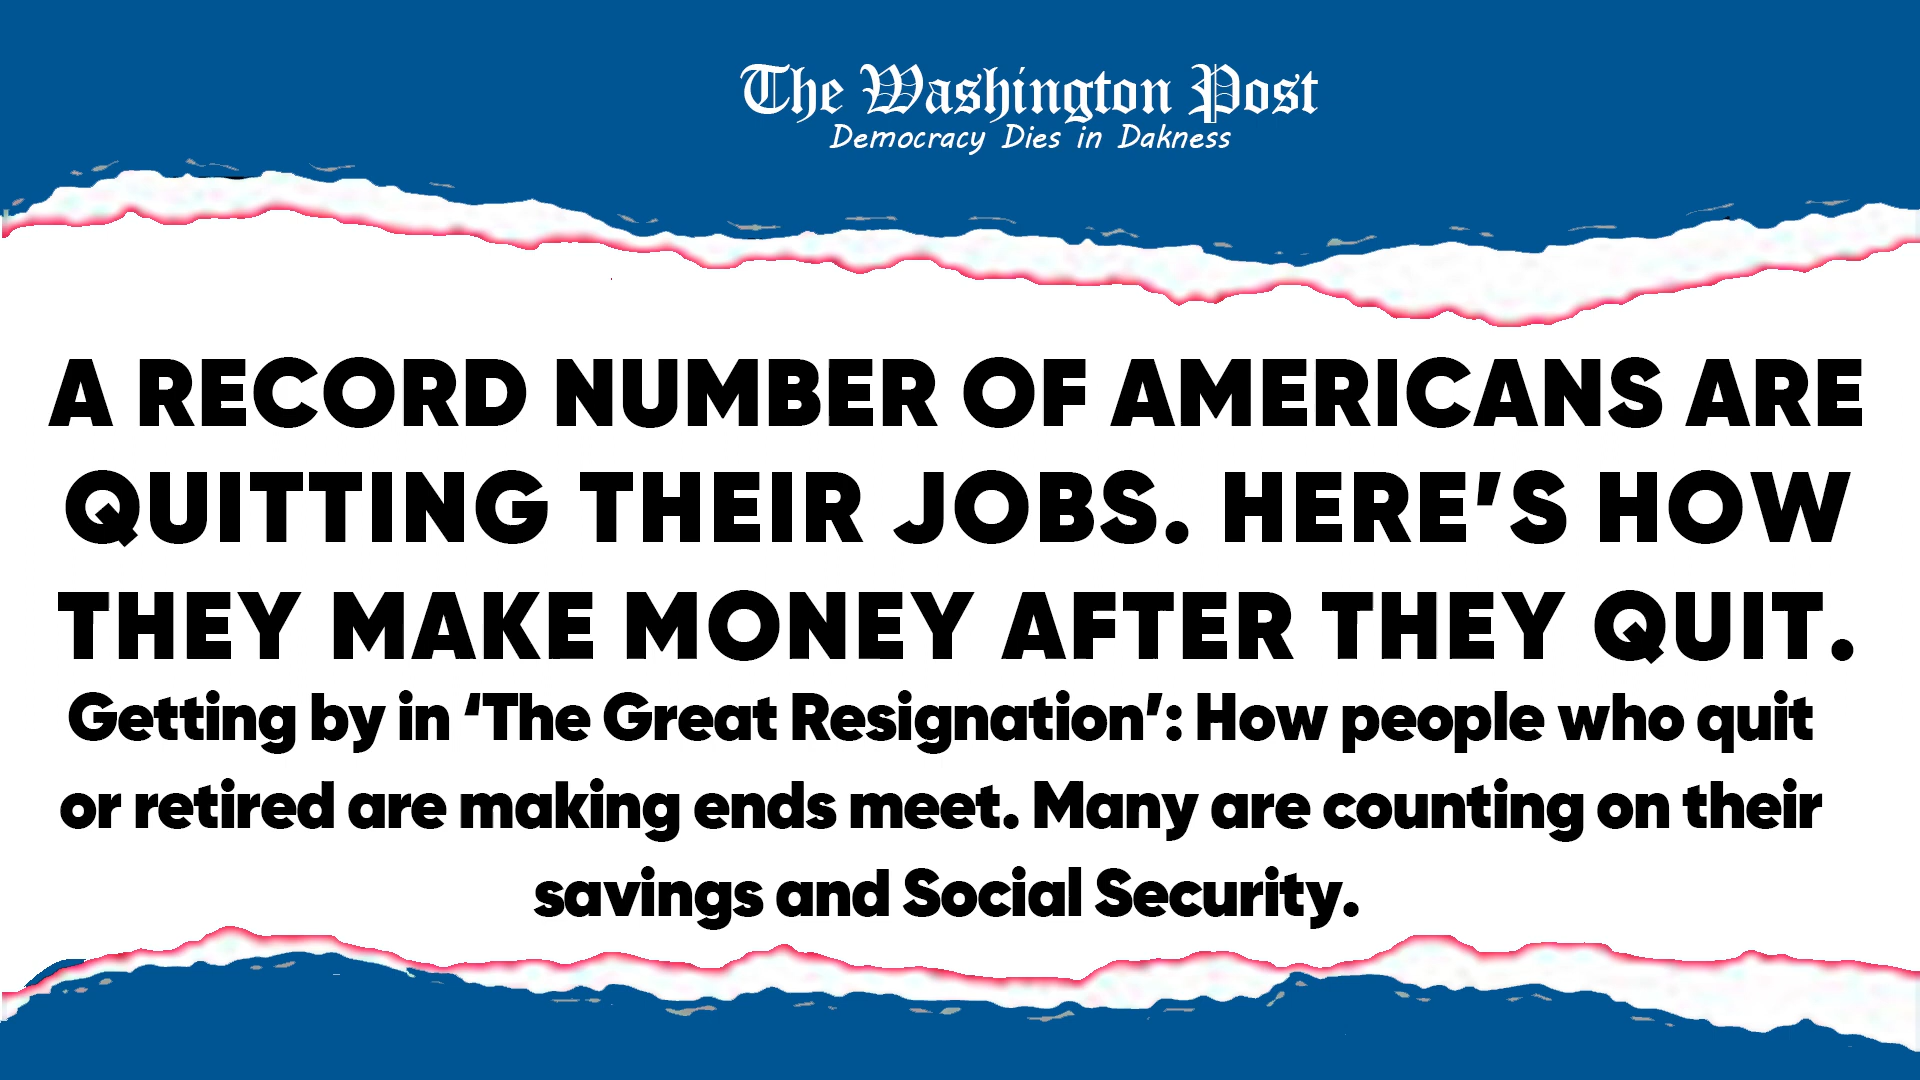 The Washington Post
Democracy Dies in Dakness
A RECORD NUMBER OF AMERICANS ARE
QUITTING THEIR JOBS. HERE’S HOW
THEY MAKE MONEY AFTER THEY QUIT.
Getting by in ‘The Great Resignation’: How people who quit
or retired are making ends meet. Many are counting on their
savings and Social Security.